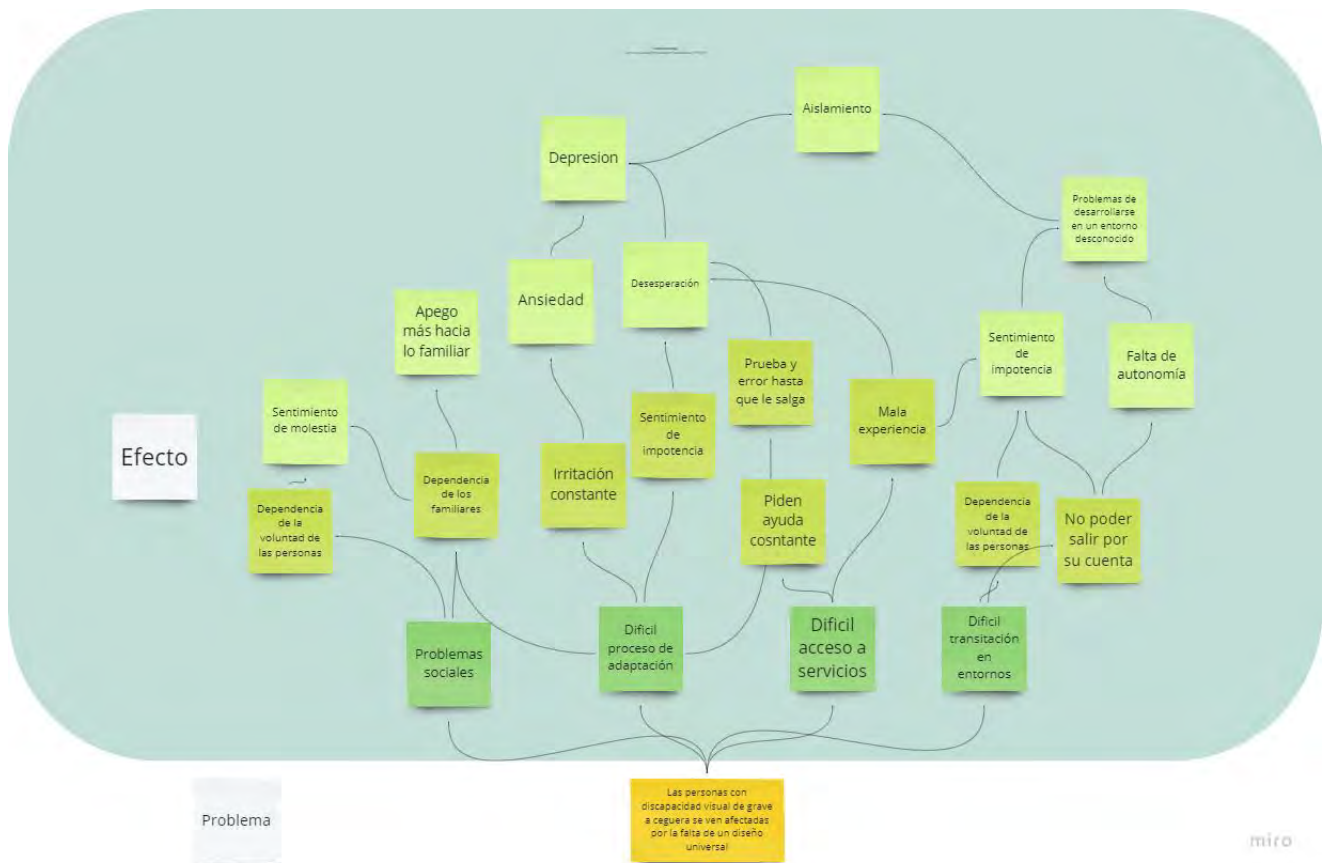 Aislamiento
Depresion
Problemas de
desarrollarse
en un entorno
desconocido
Ansiedad
Desesperación
Apego
más hacia
lo familiar
Sentimiento
de
impotencia
Falta de
autonomía
Prueba y
error hasta
que le salga
Mala
experiencia
Sentimiento
de molestia
Sentimiento
de
impotencia
Efecto
Dependencia
de la
voluntad de
las personas
Dependencia
de los
familiares
Irritación
constante
Piden
ayuda
cosntante
Dependencia
de la
voluntad de
las personas
No poder
salir por
su cuenta
Problemas
sociales
Dificil
proceso de
adaptación
Dificil
acceso a
servicios
Dificil
transitación
en
entornos
Problema
Las personas con
discapacidad visual de grave
a ceguera se ven afectadas
por la falta de un diseño
universal
miro